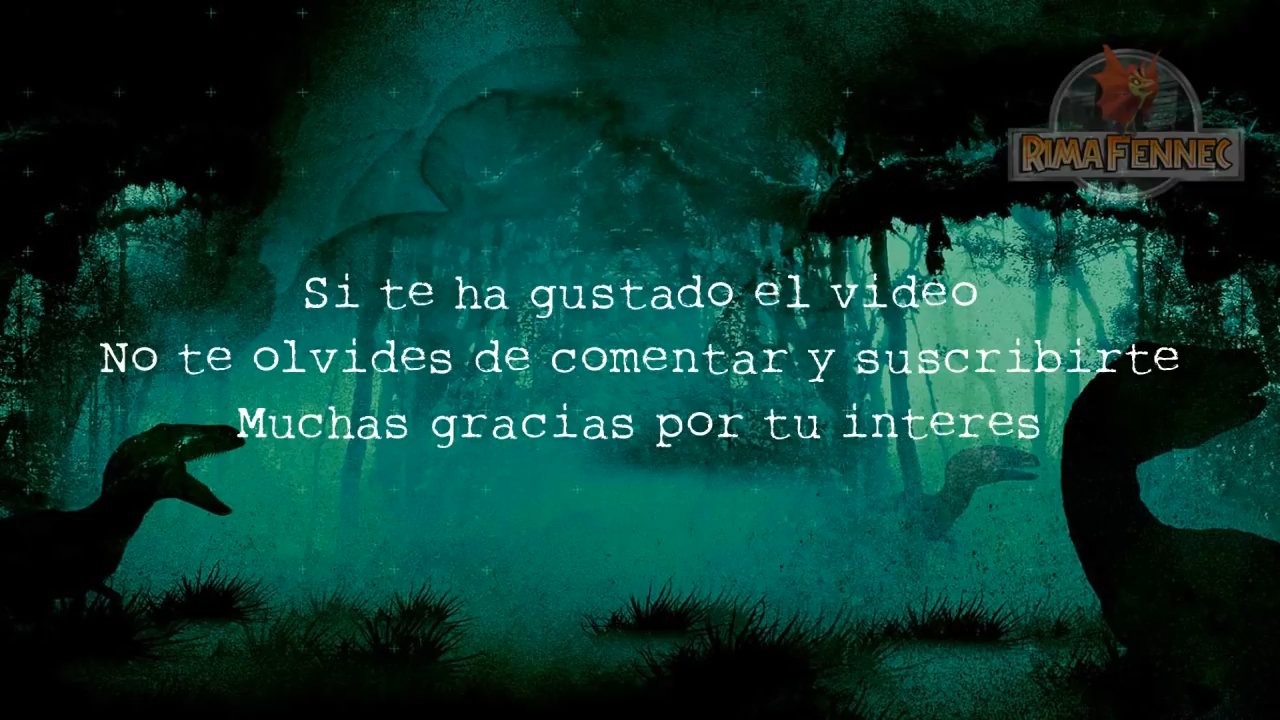 RIMA FENNEC
Si te ha gustado el video
No te olvides de comentar y suscribirte
Muchas gracias por tu interes